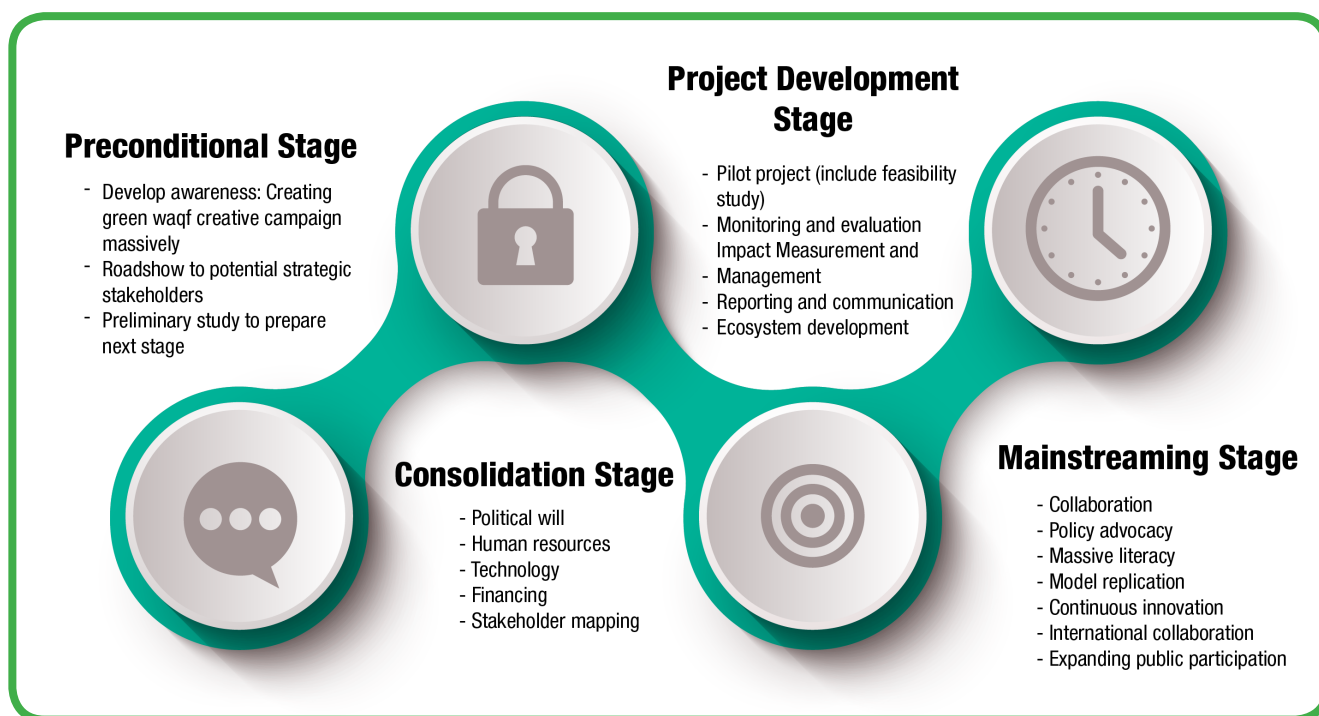 Preconditional Stage
- Develop awareness: Creating
green waqf creative campaign
massively
- Roadshow to potential strategic
stakeholders
- Preliminary study to prepare
next stage
Consolidation Stage
- Political will
- Human resources
- Technology
- Financing
- Stakeholder mapping
Project Development
Stage
- Pilot project (include feasibility
study)
- Monitoring and evaluation
Impact Measurement and
- Management
- Reporting and communication
- Ecosystem development
Mainstreaming Stage
- Collaboration
- Policy advocacy
- Massive literacy
- Model replication
- Continuous innovation
- International collaboration
- Expanding public participation